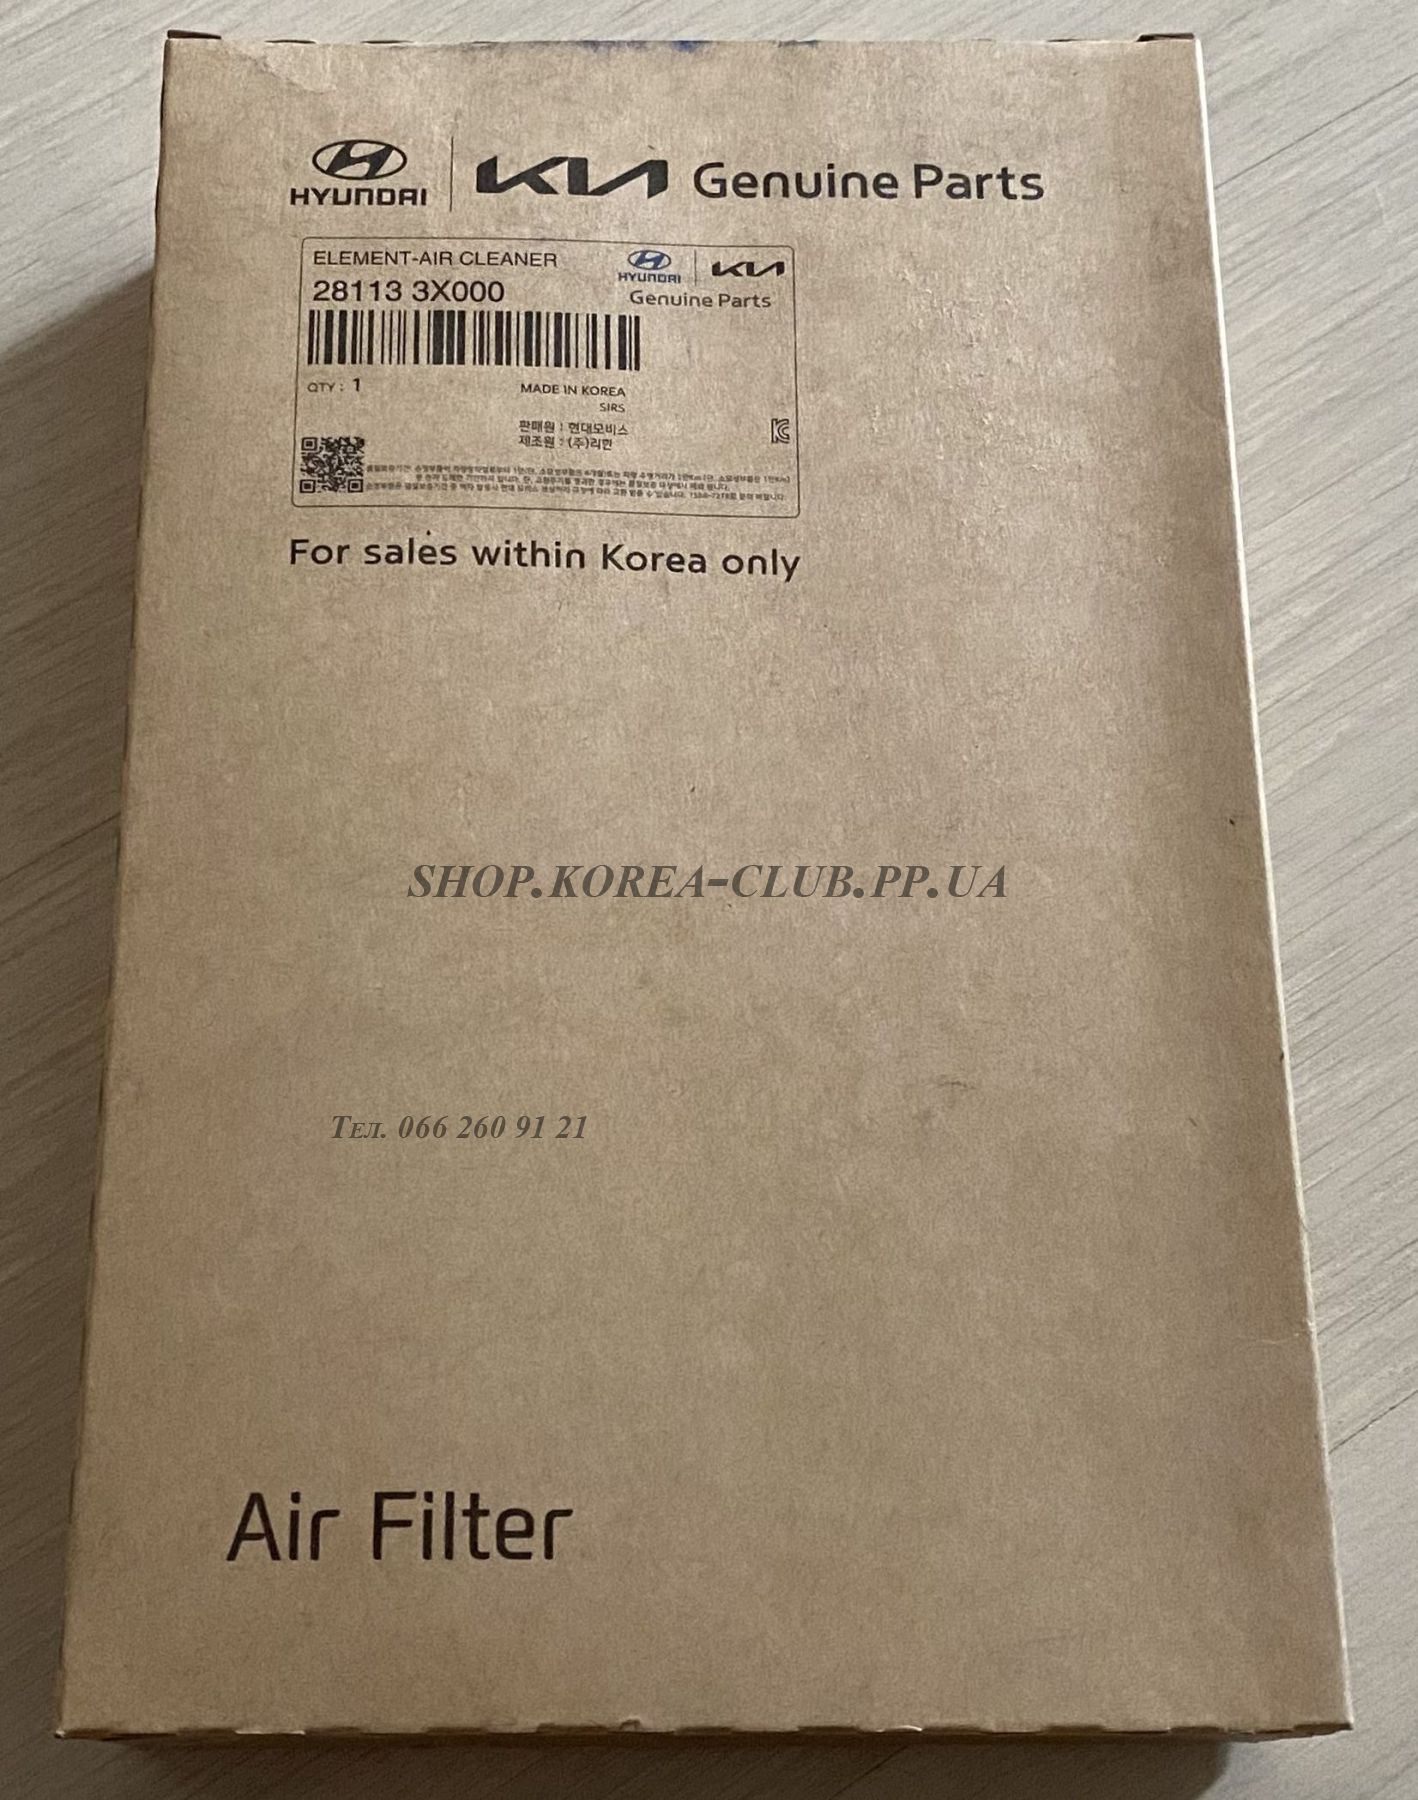 HYUNDAI KIA Genuine Parts
ELEMENT-AIR CLEANER
HYUNDAI KIA
28113 3X000
Genuine Parts
QTY : 1
MADE IN KOREA
SIRS
판매원 : 현대모비스
제조원 : (주)리한
For sales within Korea only
SHOP.KOREA-CLUB.PP.UA
Тел. 066 260 91 21
Air Filter